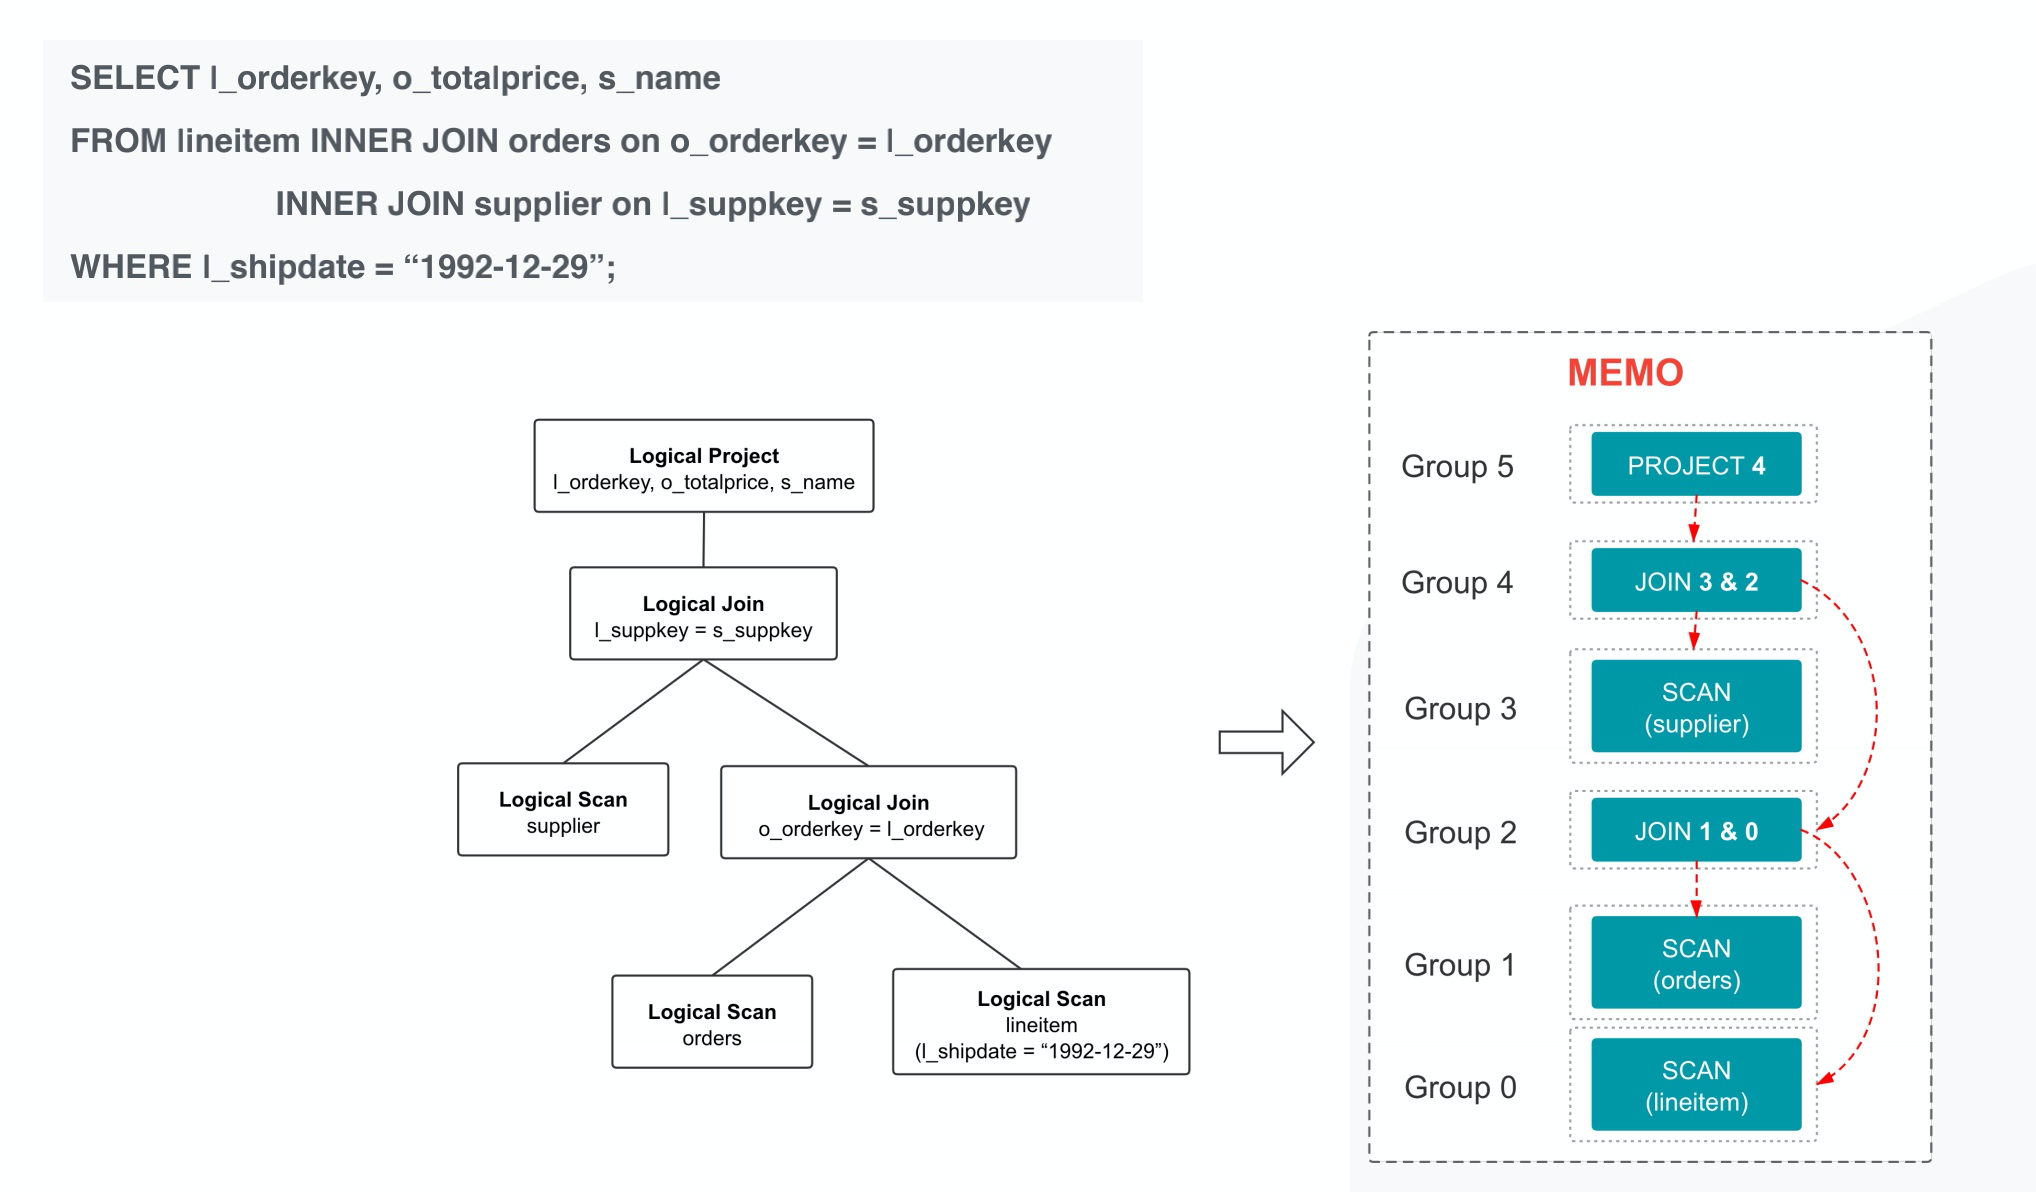 SELECT l_orderkey, o_totalprice, s_name
FROM lineitem INNER JOIN orders on o_orderkey = l_orderkey
INNER JOIN supplier on l_suppkey = s_suppkey
WHERE l_shipdate = “1992-12-29”;
Logical Project
l_orderkey, o_totalprice, s_name
Logical Join
l_suppkey = s_suppkey
Logical Scan
supplier
Logical Join
o_orderkey = l_orderkey
Logical Scan
orders
Logical Scan
lineitem
(l_shipdate = “1992-12-29”)
MEMO
Group 5
PROJECT 4
Group 4
JOIN 3 & 2
Group 3
SCAN
(supplier)
Group 2
JOIN 1 & 0
Group 1
SCAN
(orders)
Group 0
SCAN
(lineitem)